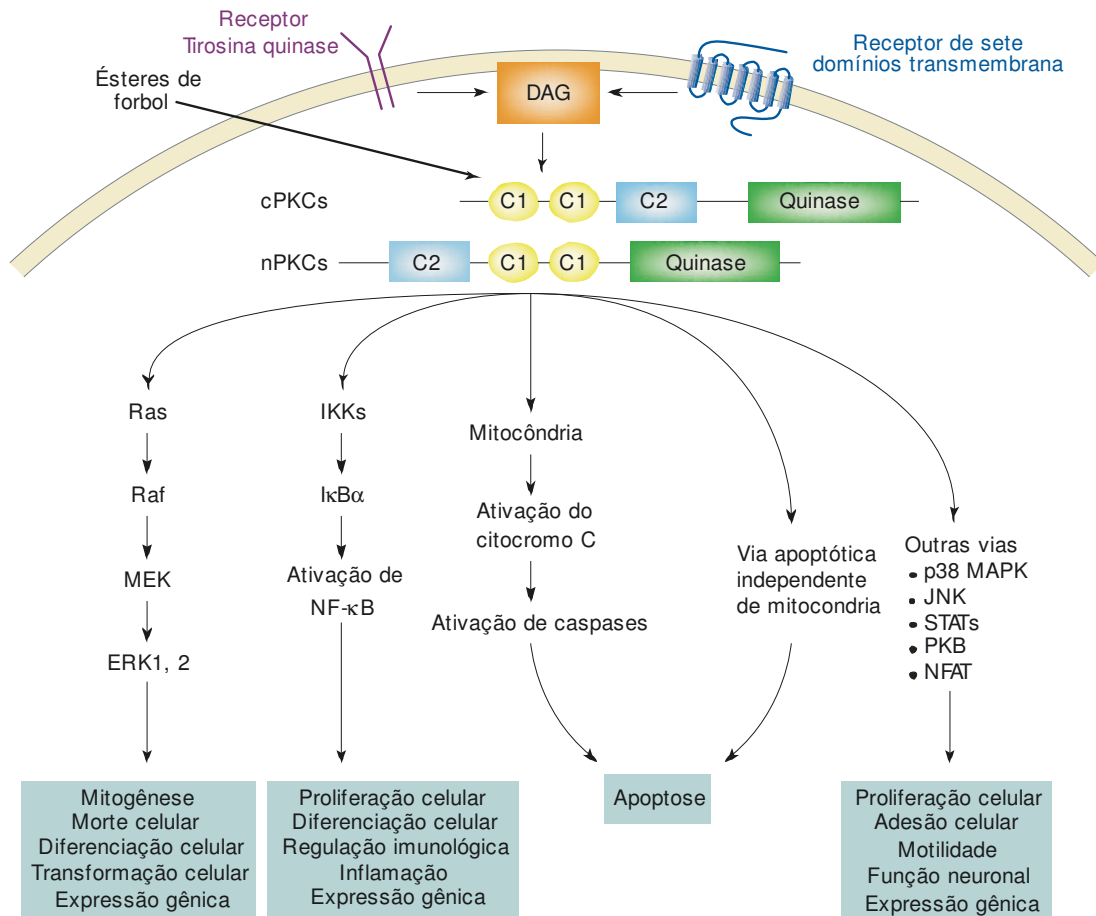 Receptor
Tirosina quinase
Receptor de sete
domínios transmembrana
Ésteres de
forbol
DAG
cPKCs
C1
C1
C2
Quinase
nPKCs
C2
C1
C1
Quinase
Ras
Raf
MEK
ERK1, 2
IKKs
IκBα
Ativação de
NF-κB
Mitocôndria
Ativação do
citocromo C
Ativação de caspases
Via apoptótica
independente
de mitocondria
Outras vias
• p38 MAPK
• JNK
• STATs
• PKB
• NFAT
Mitogênese
Morte celular
Diferenciação celular
Transformação celular
Expressão gênica
Proliferação celular
Diferenciação celular
Regulação imunológica
Inflamação
Expressão gênica
Apoptose
Proliferação celular
Adesão celular
Motilidade
Função neuronal
Expressão gênica